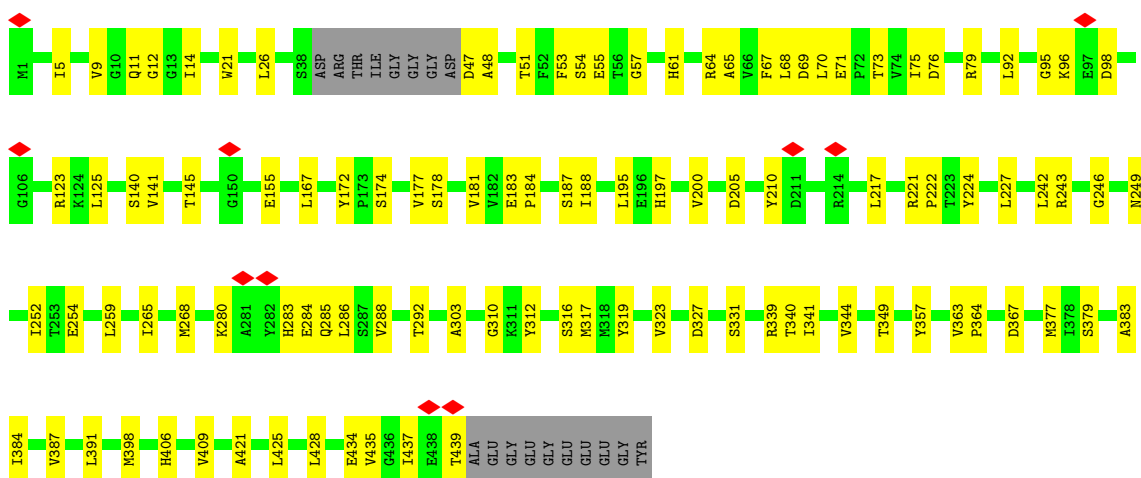 M1 I5 V9 G10 Q11 G12 G13 I14 W21 L26 S38 ASP ARG THR ILE GLY GLY GLY ASP D47 A48 T51 F52 F53 S54 E55 T56 G57 H61 R64 A65 V66 F67 L68 D69 L70 E71 P72 T73 V74 I75 D76 R79 L92 G95 K96 E97 D98
G106 R123 K124 L125 S140 V141 T145 G150 E155 L167 Y172 P173 S174 V177 S178 V181 V182 E183 P184 S187 I188 L195 E196 H197 V200 D205 Y210 D211 R214 L217 R221 P222 T223 Y224 L227 L242 R243 G246 N249
I252 T253 E254 L259 I265 M268 K280 A281 Y282 H283 E284 Q285 L286 S287 V288 T292 A303 G310 K311 Y312 S316 M317 M318 Y319 V323 D327 S331 R339 T340 I341 V344 T349 Y357 V363 P364 D367 M377 I378 S379 A383
I384 V387 L391 M398 H406 V409 A421 L425 L428 E434 V435 G436 I437 E438 T439 ALA GLU GLY GLU GLY GLU GLU GLU GLY TYR